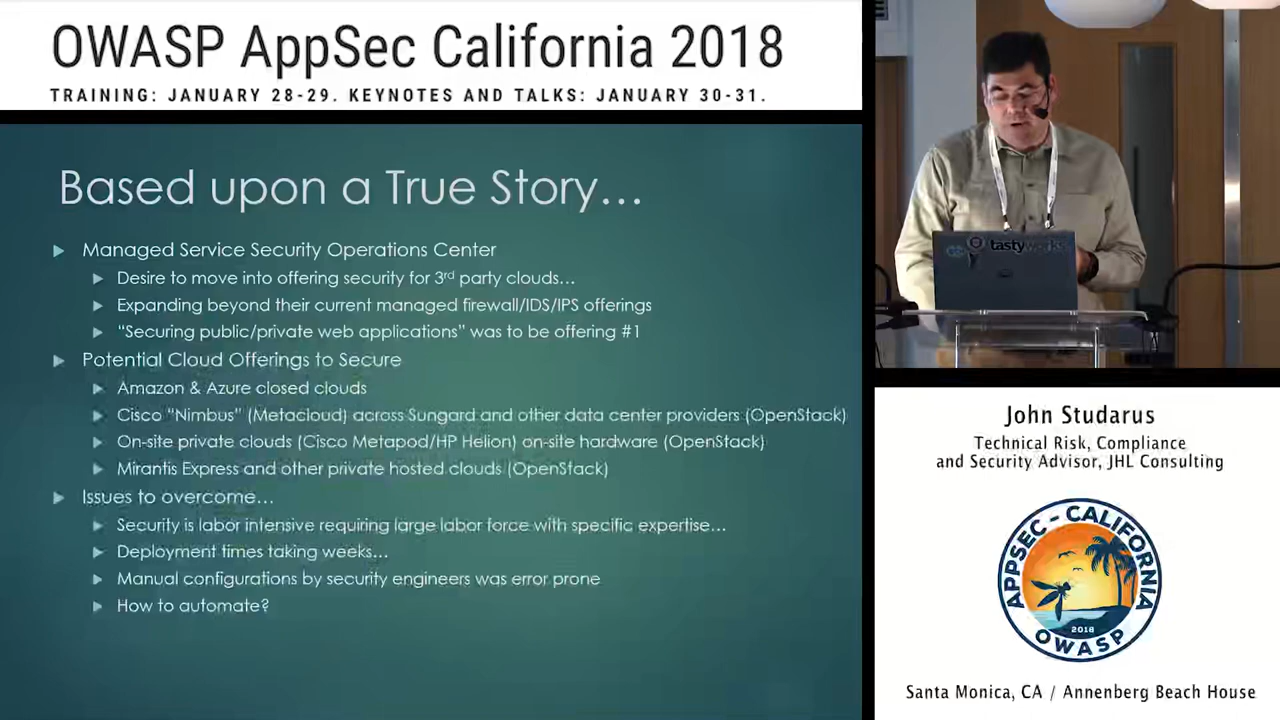 OWASP AppSec California 2018
TRAINING: JANUARY 28-29. KEYNOTES AND TALKS: JANUARY 30-31.
Based upon a True Story…
Managed Service Security Operations Center
Desire to move into offering security for 3rd party clouds…
Expanding beyond their current managed firewall/IDS/IPS offerings
“Securing public/private web applications” was to be offering #1
Potential Cloud Offerings to Secure
Amazon & Azure closed clouds
Cisco “Nimbus” (Metacloud) across Sungard and other data center providers (OpenStack)
On-site private clouds (Cisco Metapod/HP Helion) on-site hardware (OpenStack)
Mirantis Express and other private hosted clouds (OpenStack)
Issues to overcome…
Security is labor intensive requiring large labor force with specific expertise…
Deployment times taking weeks…
Manual configurations by security engineers was error prone
How to automate?
tastyworks
John Studarus
Technical Risk, Compliance
and Security Advisor, JHL Consulting
APPSEC - CALIFORNIA
2018
OWASP
Santa Monica, CA / Annenberg Beach House